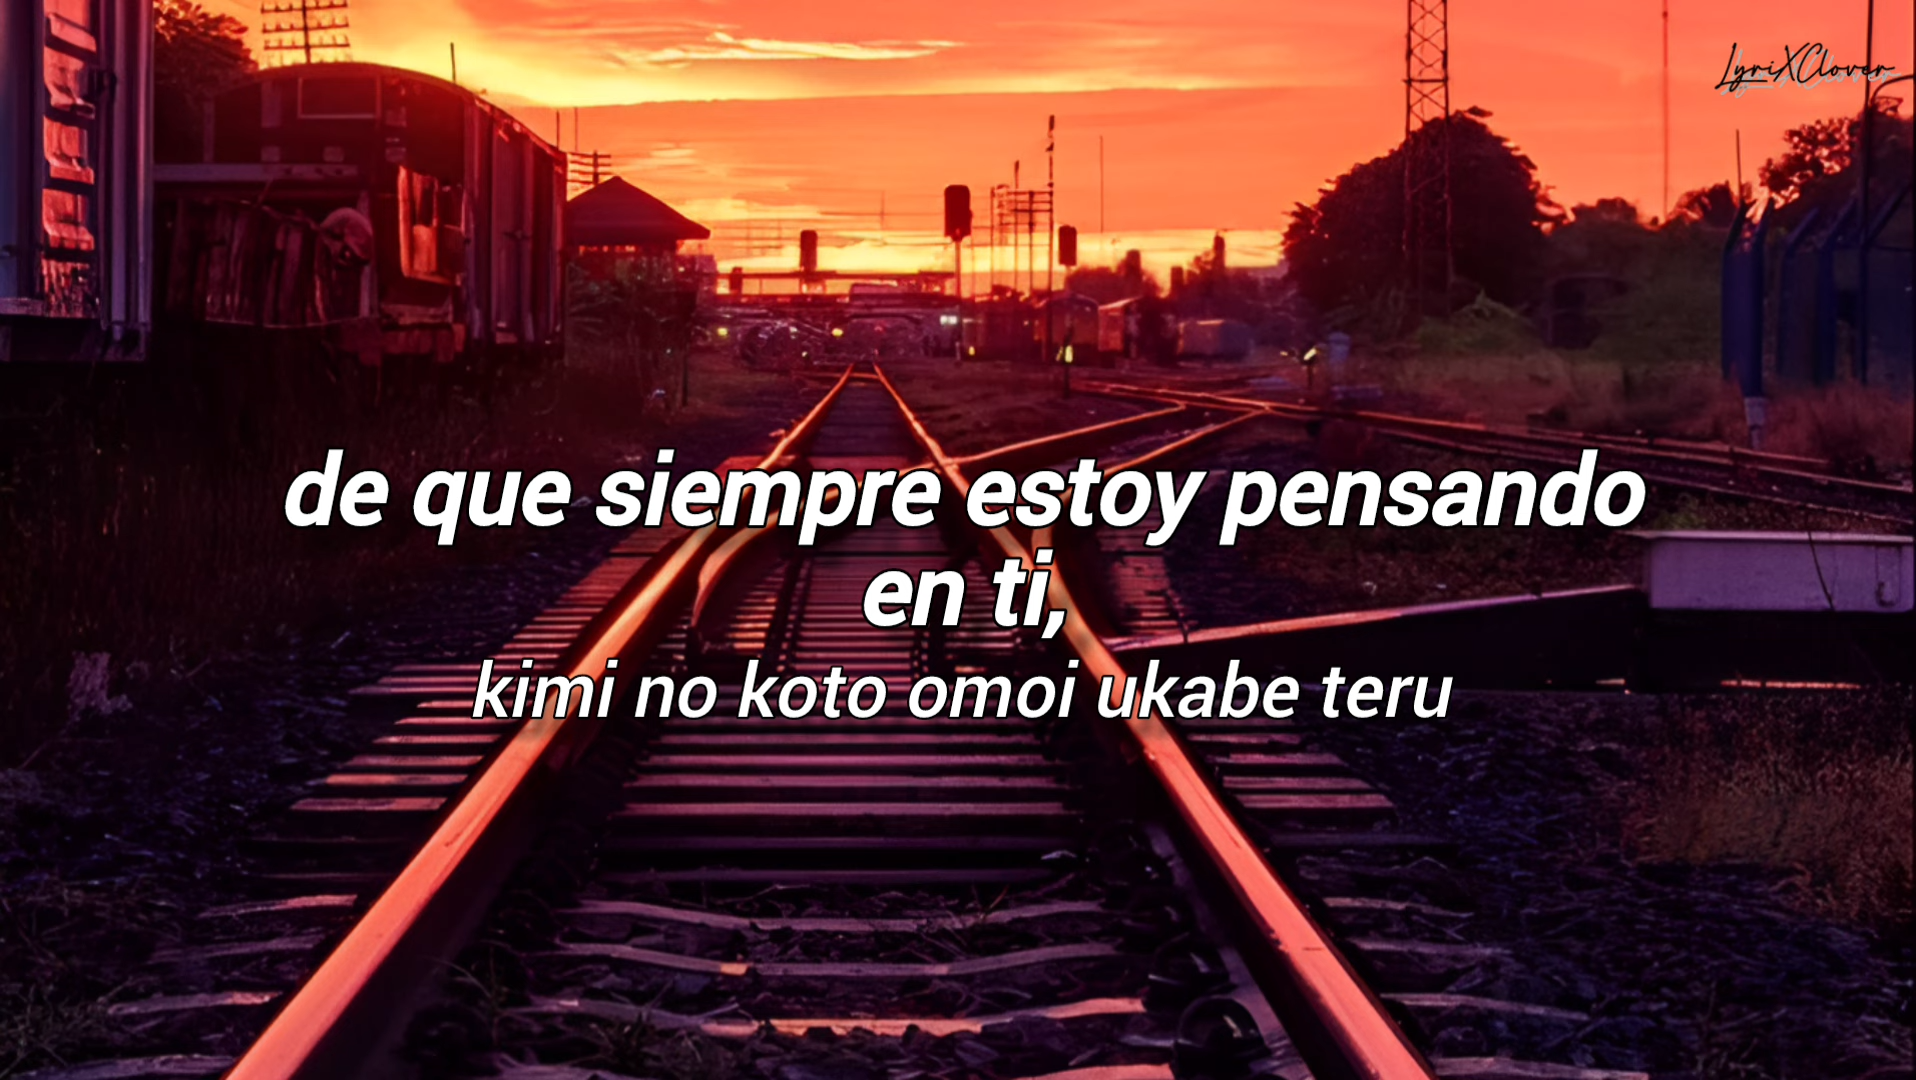 LyriXClover
de que siempre estoy pensando
en ti,
kimi no koto omoi ukabe teru